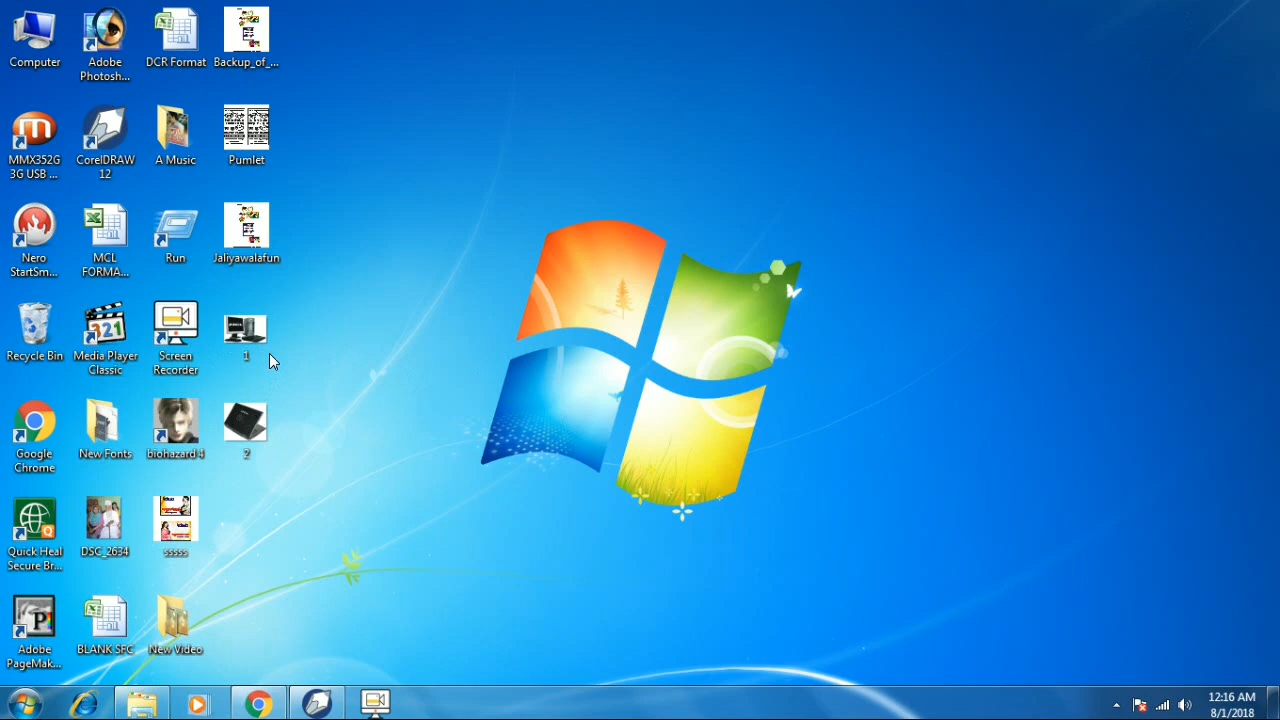 Computer
Adobe
Photosh...
DCR Format
Backup_of_...
MMX352G
3G USB ...
CorelDRAW
12
A Music
Pumlet
Nero
StartSm...
MCL
FORMA...
Run
Jaliyawalafun
Recycle Bin
Media Player
Classic
Screen
Recorder
1
Google
Chrome
New Fonts
biohazard 4
2
Quick Heal
Secure Br...
DSC_2634
sssss
Adobe
PageMak...
BLANK SFC
New Video
12:16 AM
8/1/2018